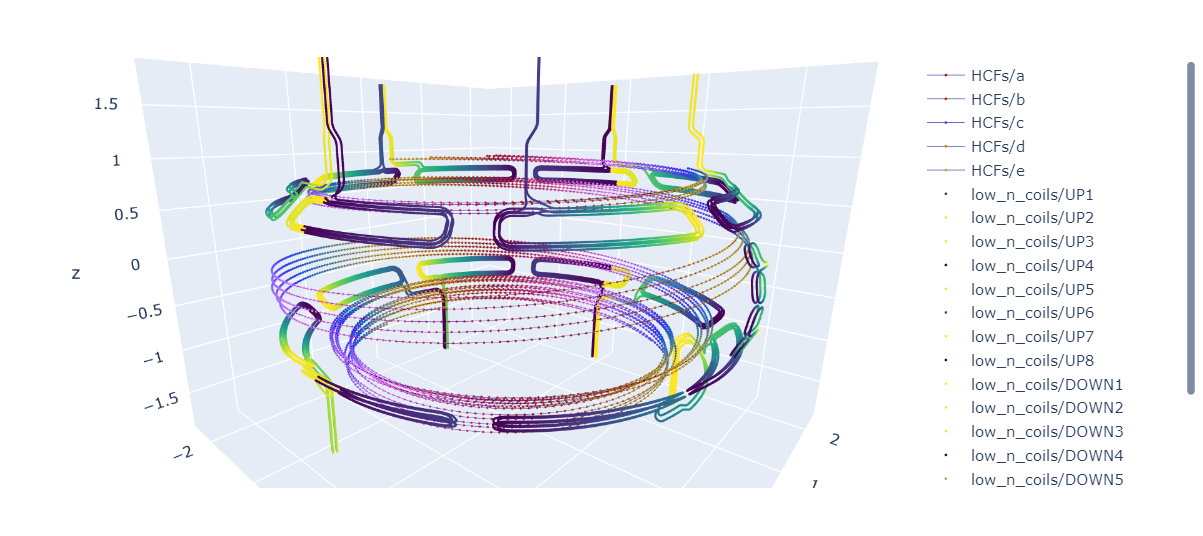 1.5
1
0.5
0
−0.5
−1
−1.5
z
−2
2
1
HCFs/a
HCFs/b
HCFs/c
HCFs/d
HCFs/e
low_n_coils/UP1
low_n_coils/UP2
low_n_coils/UP3
low_n_coils/UP4
low_n_coils/UP5
low_n_coils/UP6
low_n_coils/UP7
low_n_coils/UP8
low_n_coils/DOWN1
low_n_coils/DOWN2
low_n_coils/DOWN3
low_n_coils/DOWN4
low_n_coils/DOWN5